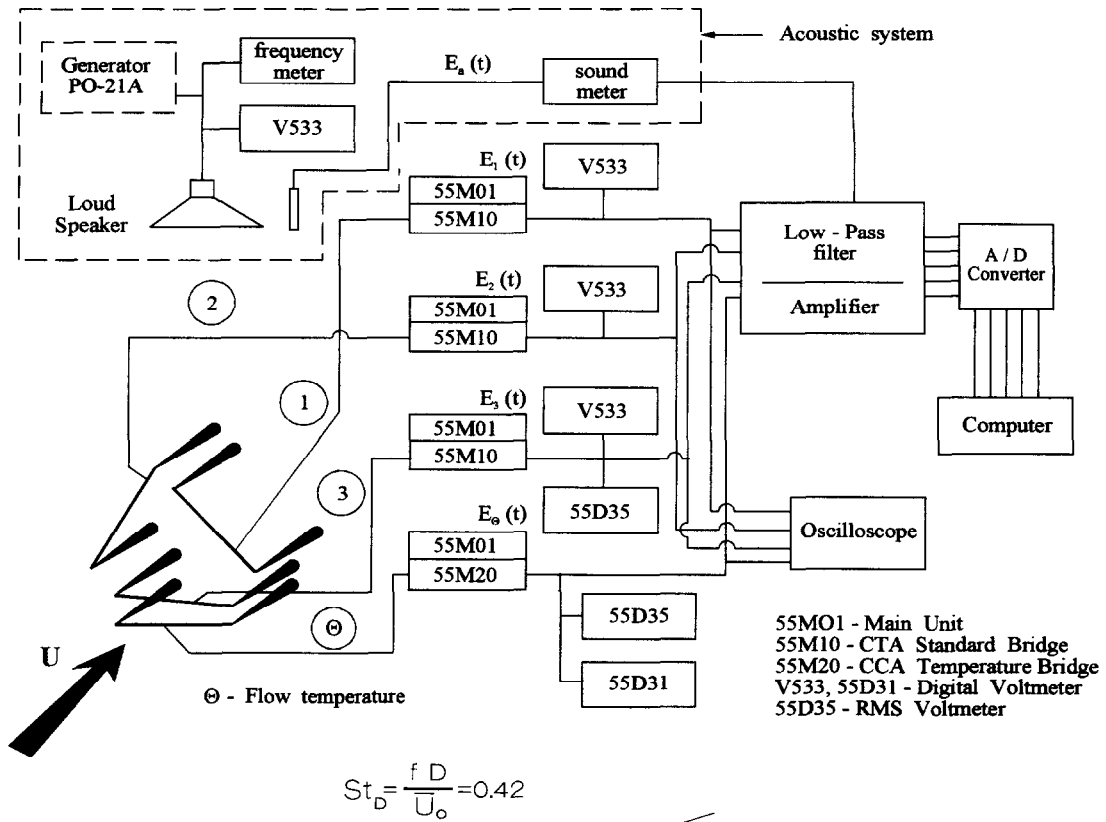 Acoustic system
Generator
PO-21A
frequency
meter
V533
Loud
Speaker
Eₐ (t)
sound
meter
E₁ (t)
55M01
55M10
V533
E₂ (t)
55M01
55M10
V533
E₃ (t)
55M01
55M10
V533
55D35
E_Θ (t)
55M01
55M20
55D35
55D31
Low - Pass
filter
Amplifier
A / D
Converter
Computer
Oscilloscope
2
1
3
Θ
U
Θ - Flow temperature
55MO1 - Main Unit
55M10 - CTA Standard Bridge
55M20 - CCA Temperature Bridge
V533, 55D31 - Digital Voltmeter
55D35 - RMS Voltmeter
St_D = f D / U̅₀ = 0.42